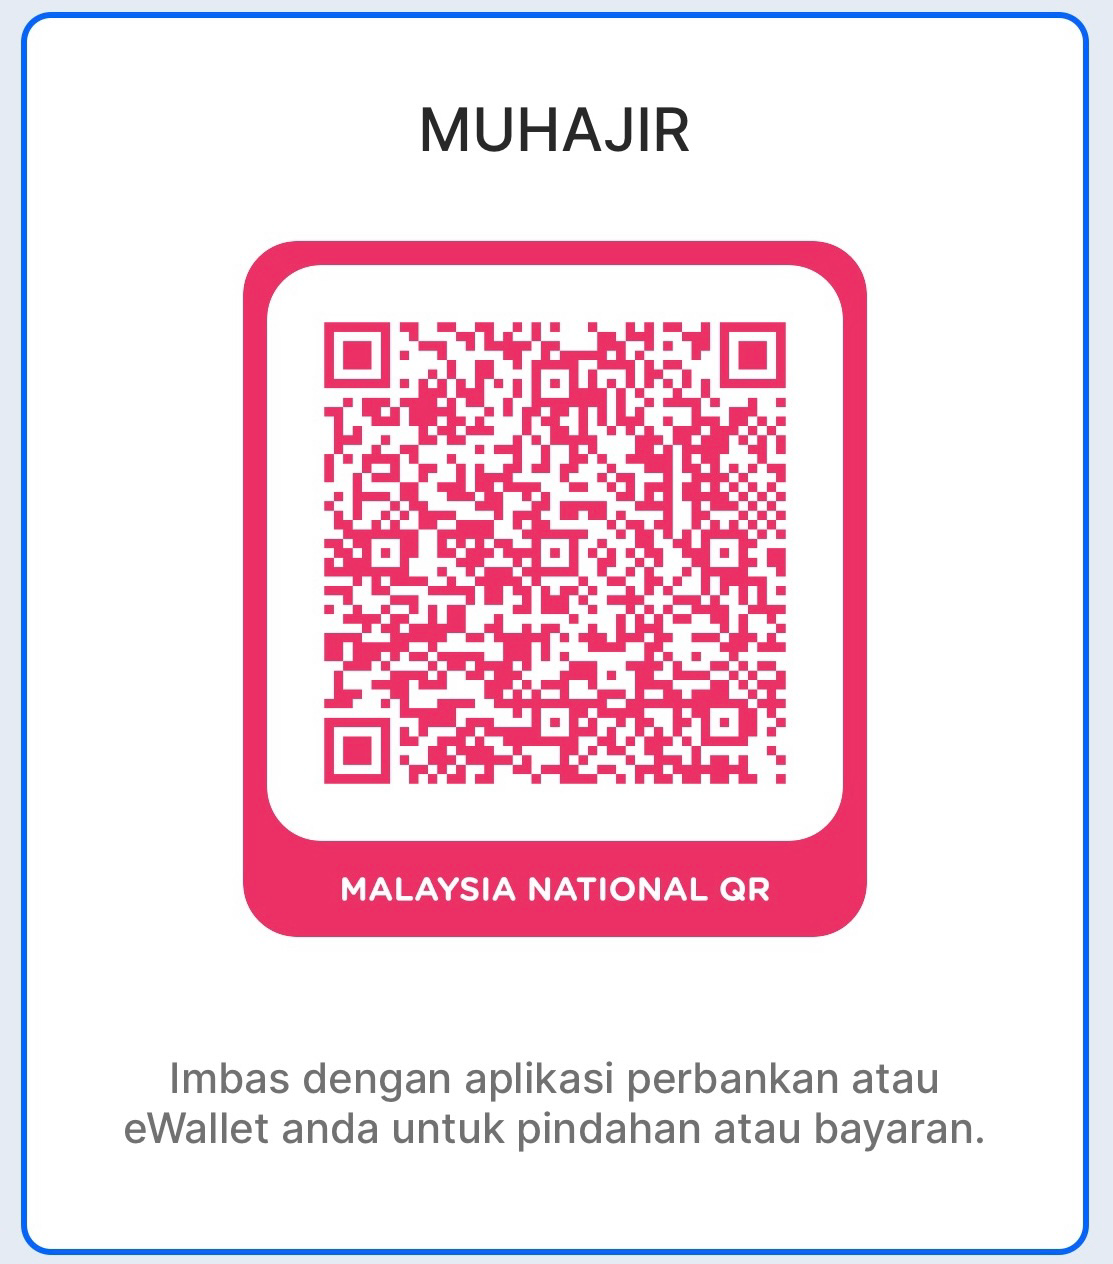 MUHAJIR
MALAYSIA NATIONAL QR
Imbas dengan aplikasi perbankan atau
eWallet anda untuk pindahan atau bayaran.